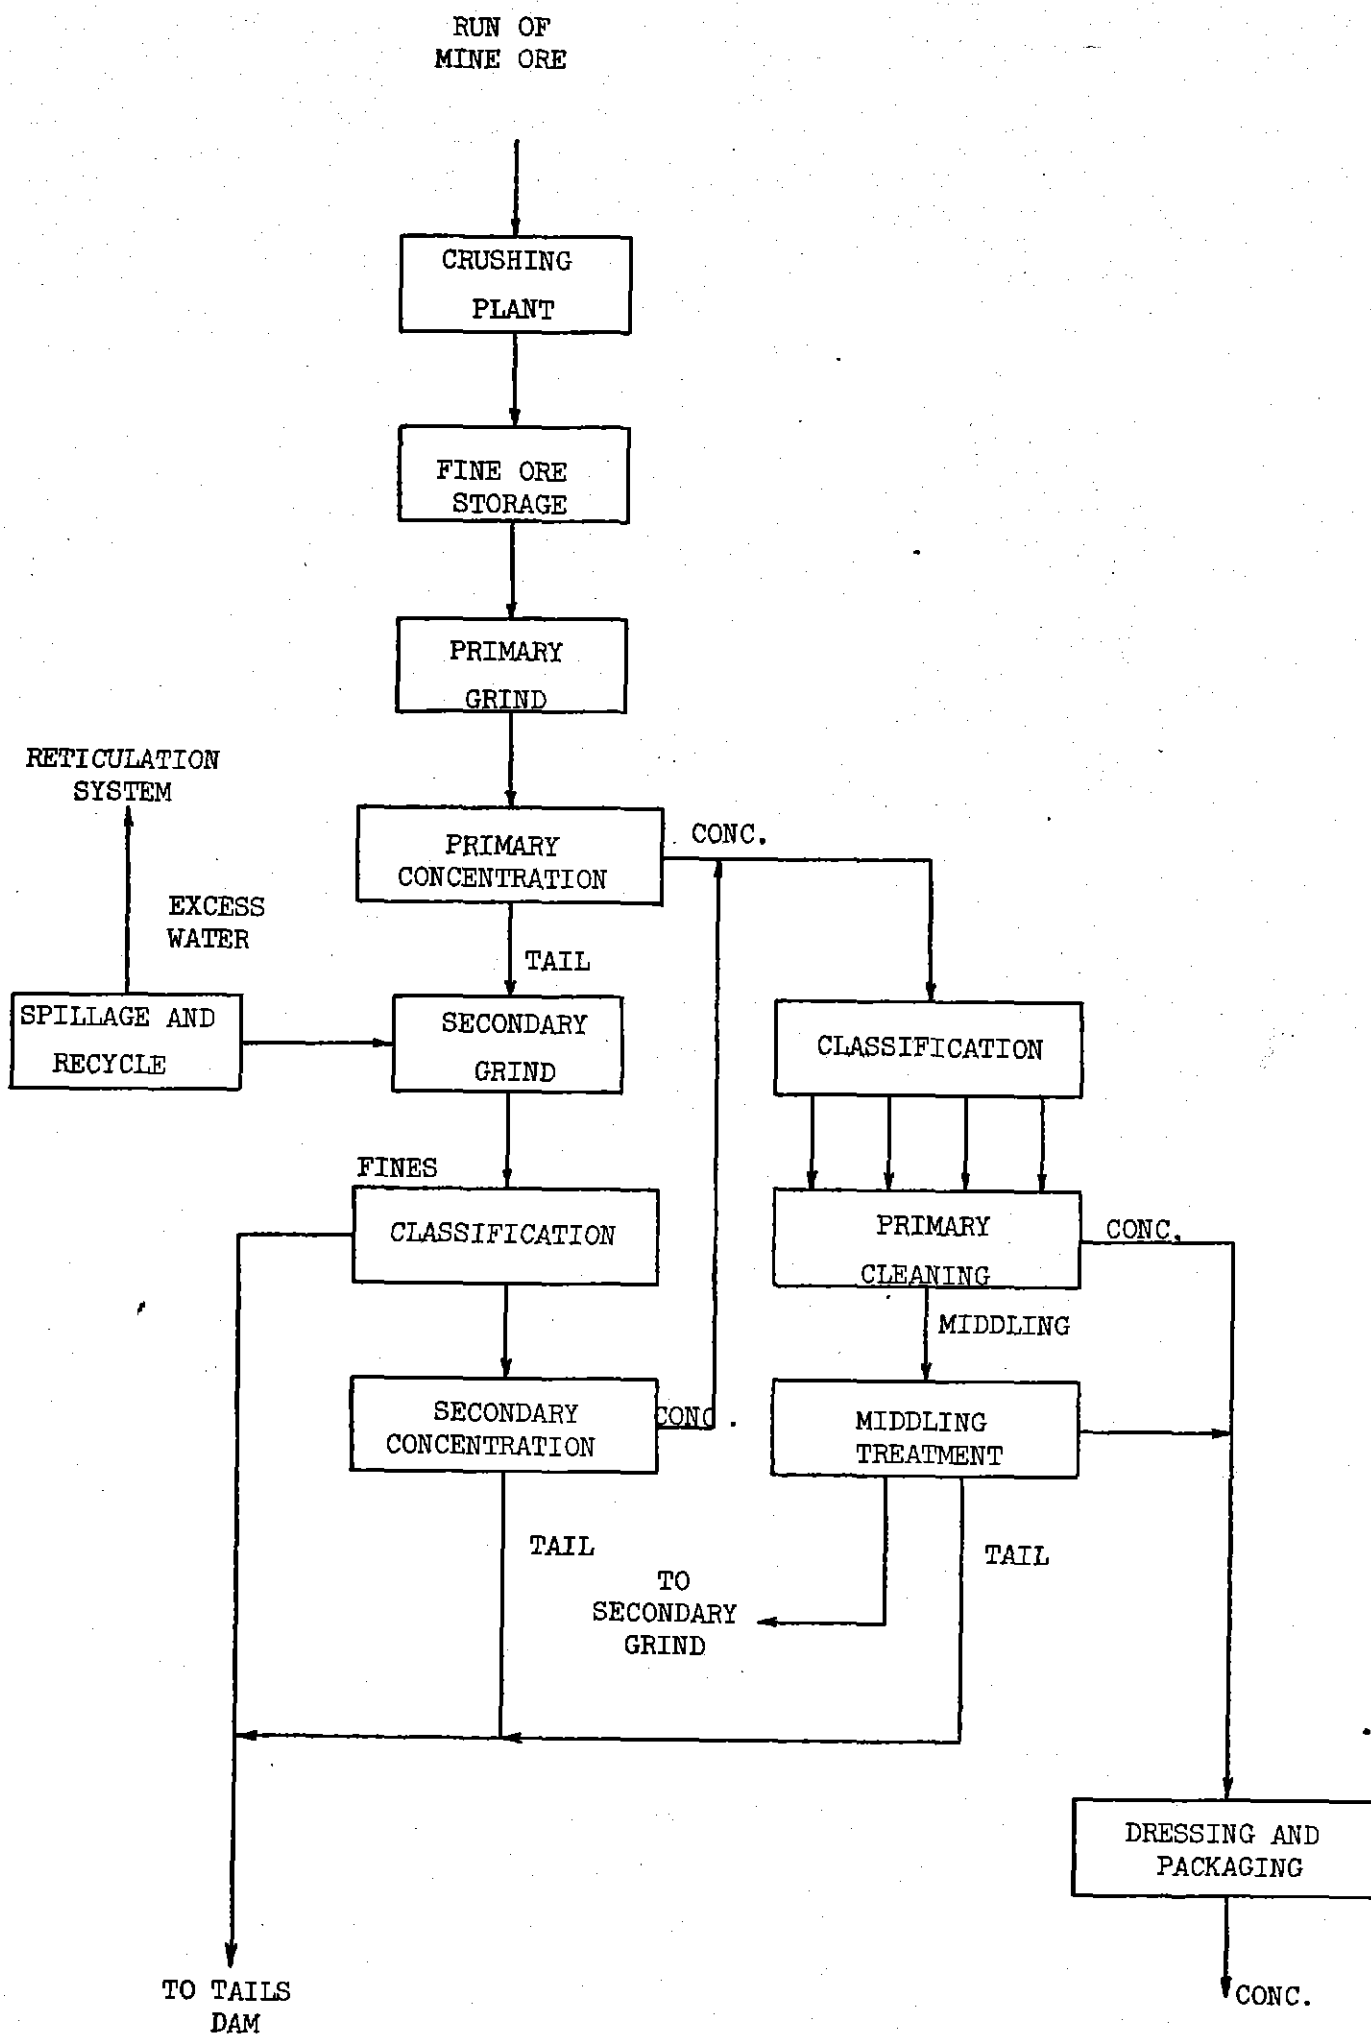 RUN OF
MINE ORE
CRUSHING
PLANT
FINE ORE
STORAGE
PRIMARY
GRIND
RETICULATION
SYSTEM
PRIMARY
CONCENTRATION
CONC.
EXCESS
WATER
TAIL
SPILLAGE AND
RECYCLE
SECONDARY
GRIND
CLASSIFICATION
FINES
CLASSIFICATION
PRIMARY
CLEANING
CONC.
MIDDLING
SECONDARY
CONCENTRATION
CONC.
MIDDLING
TREATMENT
TAIL
TAIL
TO
SECONDARY
GRIND
DRESSING AND
PACKAGING
TO TAILS
DAM
CONC.